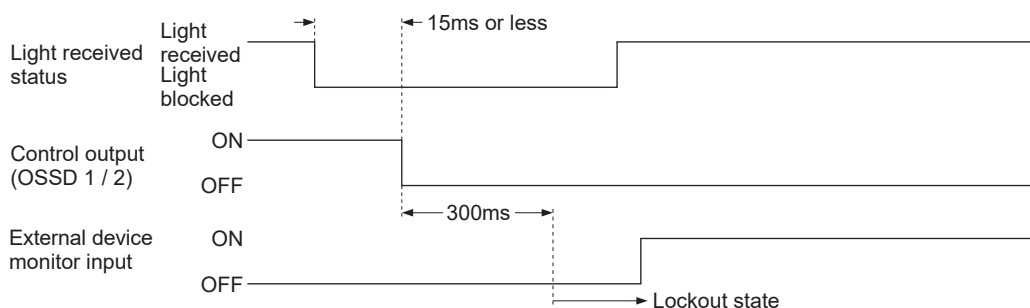 15ms or less
Light received status
Light received
Light blocked
Control output (OSSD 1 / 2)
ON
OFF
300ms
External device monitor input
ON
OFF
Lockout state